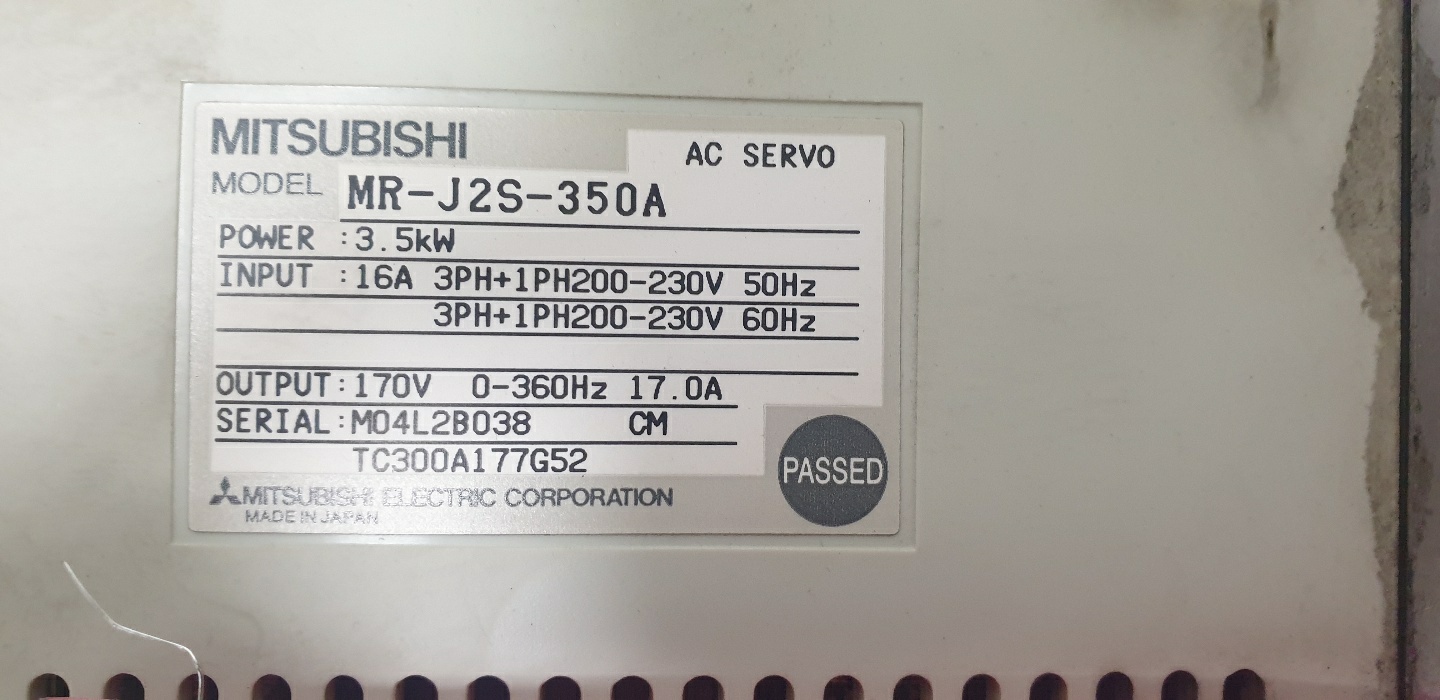 MITSUBISHI
AC SERVO
MODEL MR-J2S-350A
POWER :3.5kW
INPUT :16A 3PH+1PH200-230V 50Hz
3PH+1PH200-230V 60Hz
OUTPUT:170V 0-360Hz 17.0A
SERIAL:M04L2B038 CM
TC300A177G52
PASSED
MITSUBISHI ELECTRIC CORPORATION
MADE IN JAPAN